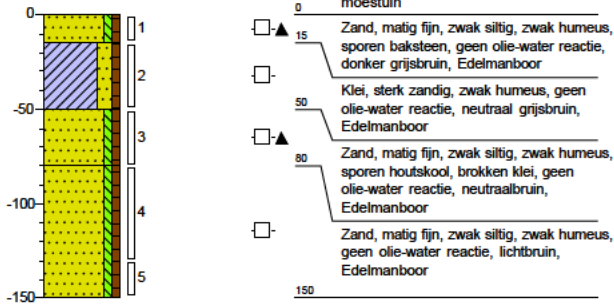 moestuin
0
0
1
Zand, matig fijn, zwak siltig, zwak humeus,
15
sporen baksteen, geen olie-water reactie,
donker grijsbruin, Edelmanboor
2
Klei, sterk zandig, zwak humeus, geen
-50
50
olie-water reactie, neutraal grijsbruin,
Edelmanboor
3
Zand, matig fijn, zwak siltig, zwak humeus,
80
sporen houtskool, brokken klei, geen
olie-water reactie, neutraalbruin,
Edelmanboor
-100
4
Zand, matig fijn, zwak siltig, zwak humeus,
geen olie-water reactie, lichtbruin,
Edelmanboor
5
-150
150